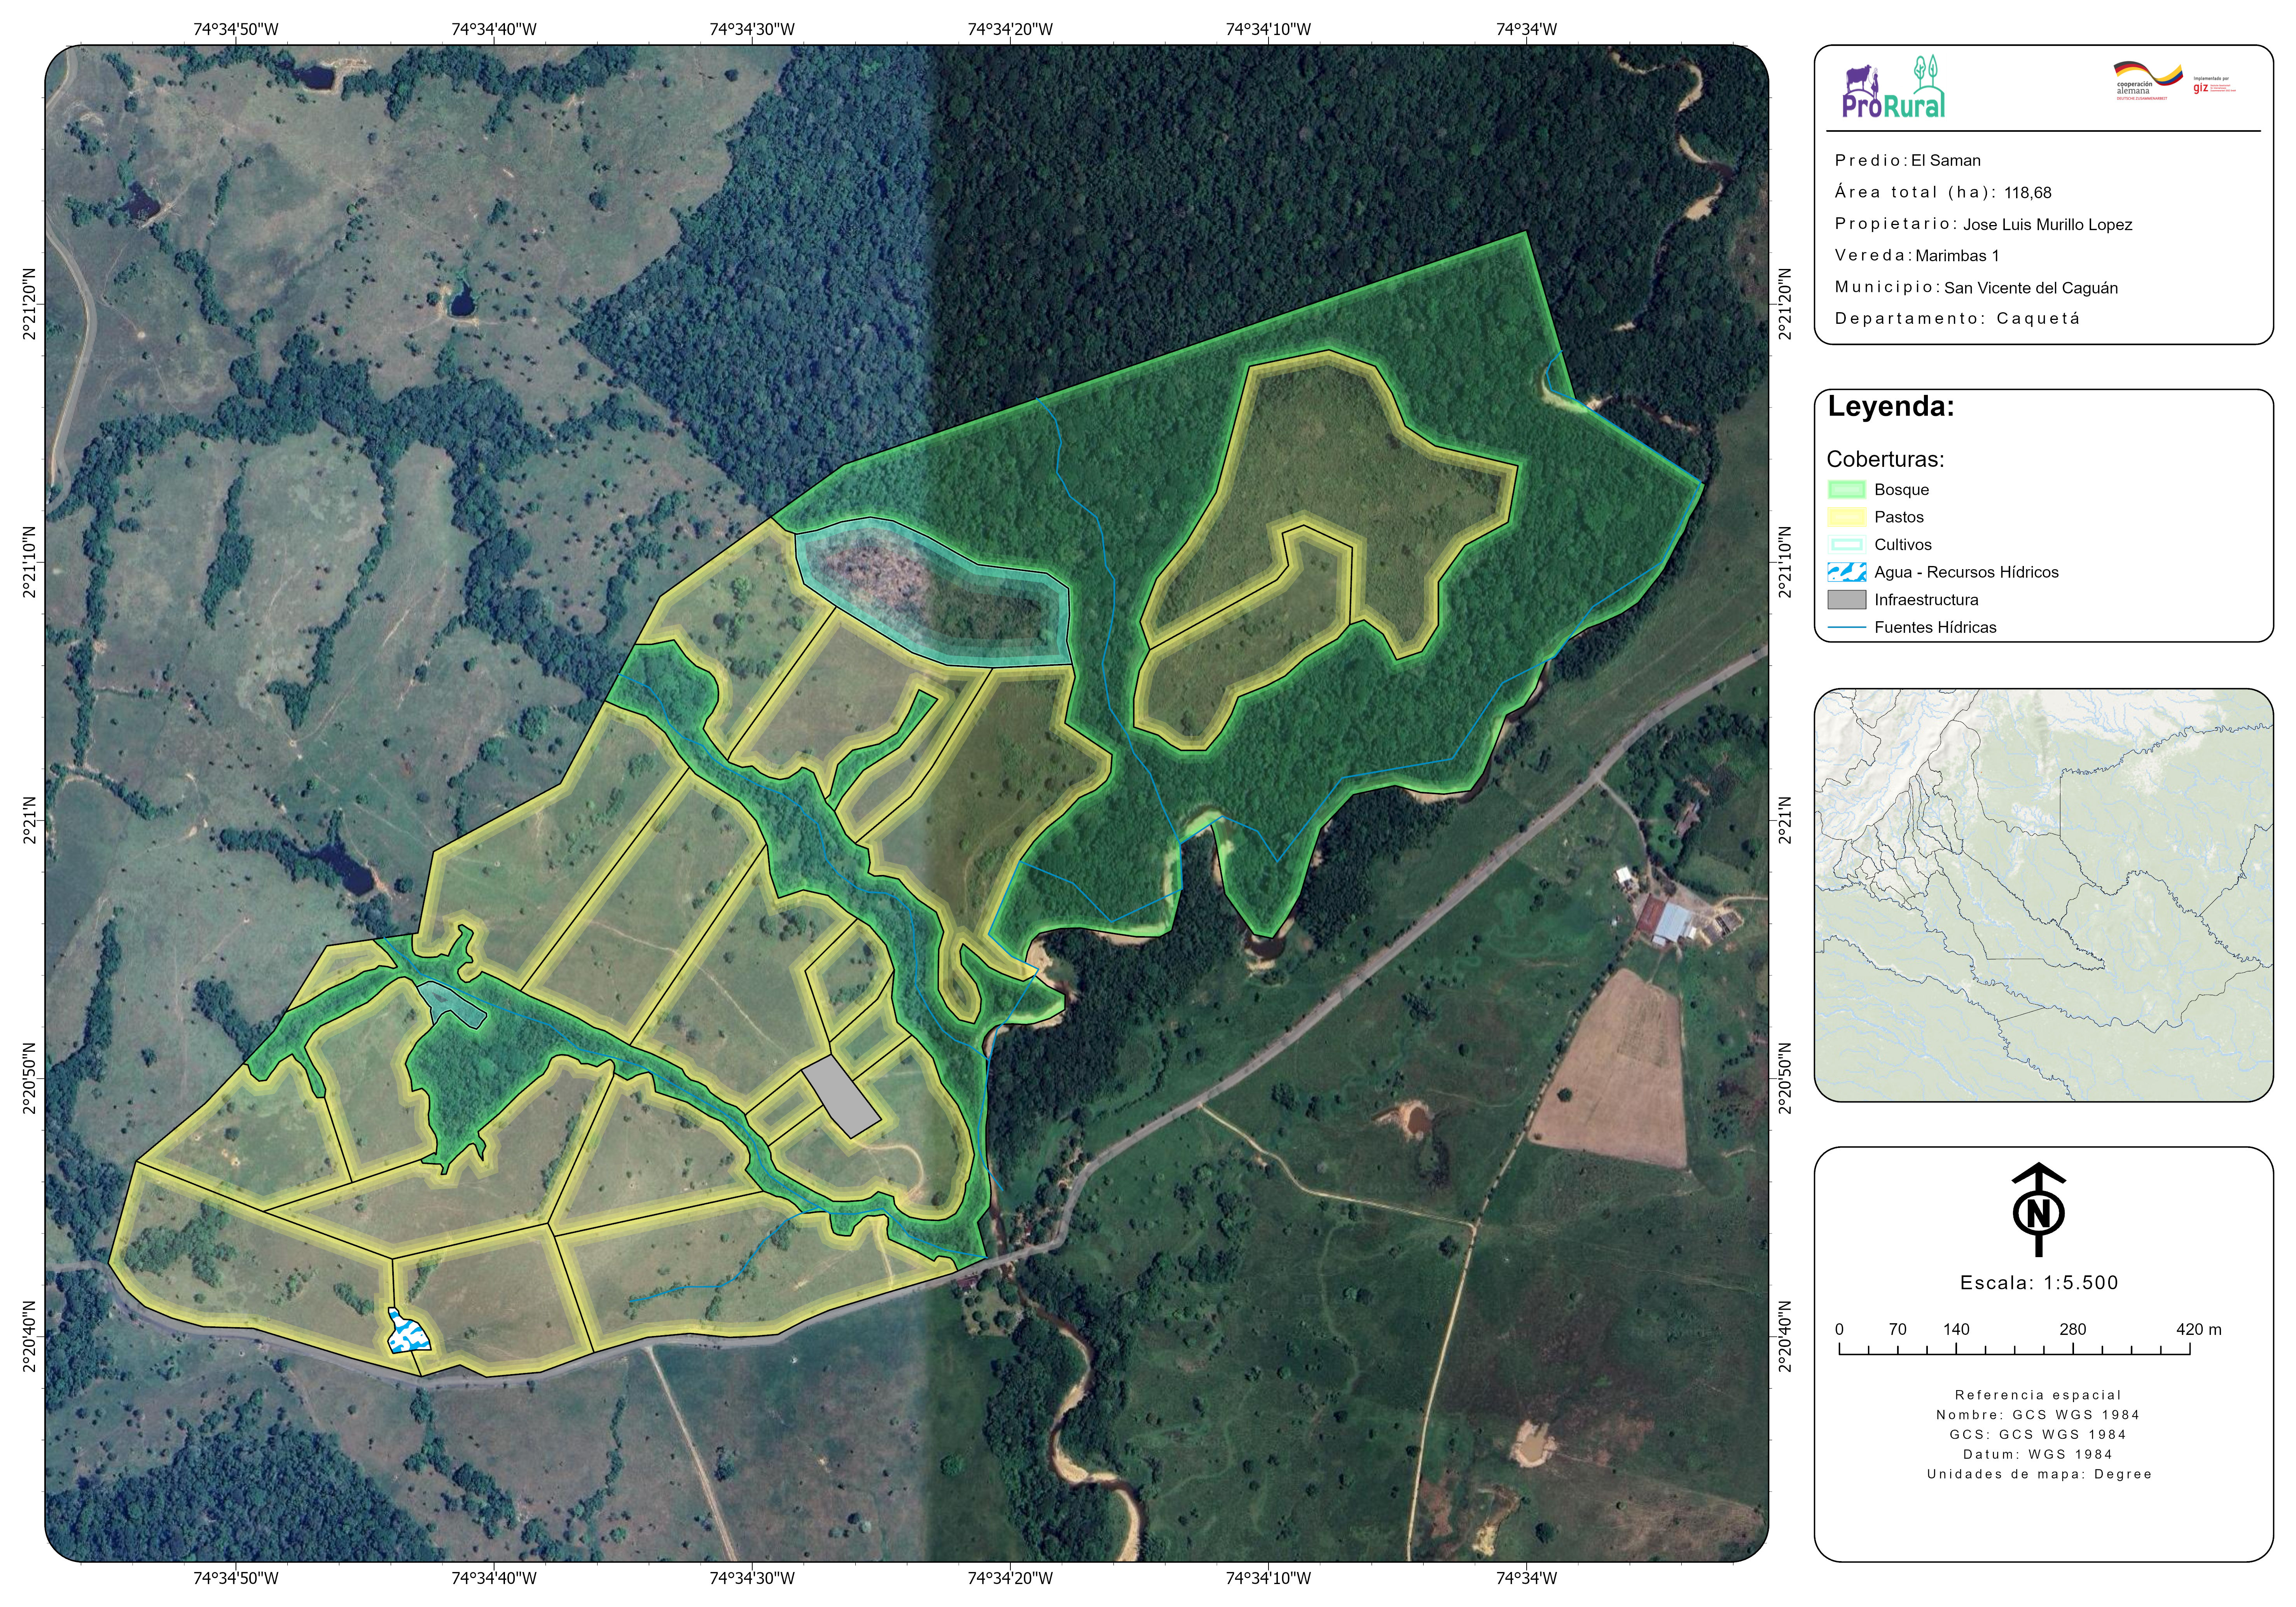 74°34'50"W 74°34'40"W 74°34'30"W 74°34'20"W 74°34'10"W 74°34'W
2°21'20"N
2°21'10"N
2°21'N
2°20'50"N
2°20'40"N
2°21'20"N
2°21'10"N
2°21'N
2°20'50"N
2°20'40"N
74°34'50"W 74°34'40"W 74°34'30"W 74°34'20"W 74°34'10"W 74°34'W
ProRural
cooperación
alemana
DEUTSCHE ZUSAMMENARBEIT
Implementada por
giz
Predio: El Saman
Área total (ha): 118,68
Propietario: Jose Luis Murillo Lopez
Vereda: Marimbas 1
Municipio: San Vicente del Caguán
Departamento: Caquetá
Leyenda:
Coberturas:
Bosque
Pastos
Cultivos
Agua - Recursos Hídricos
Infraestructura
Fuentes Hídricas
N
Escala: 1:5.500
0 70 140 280 420 m
Referencia espacial
Nombre: GCS WGS 1984
GCS: GCS WGS 1984
Datum: WGS 1984
Unidades de mapa: Degree